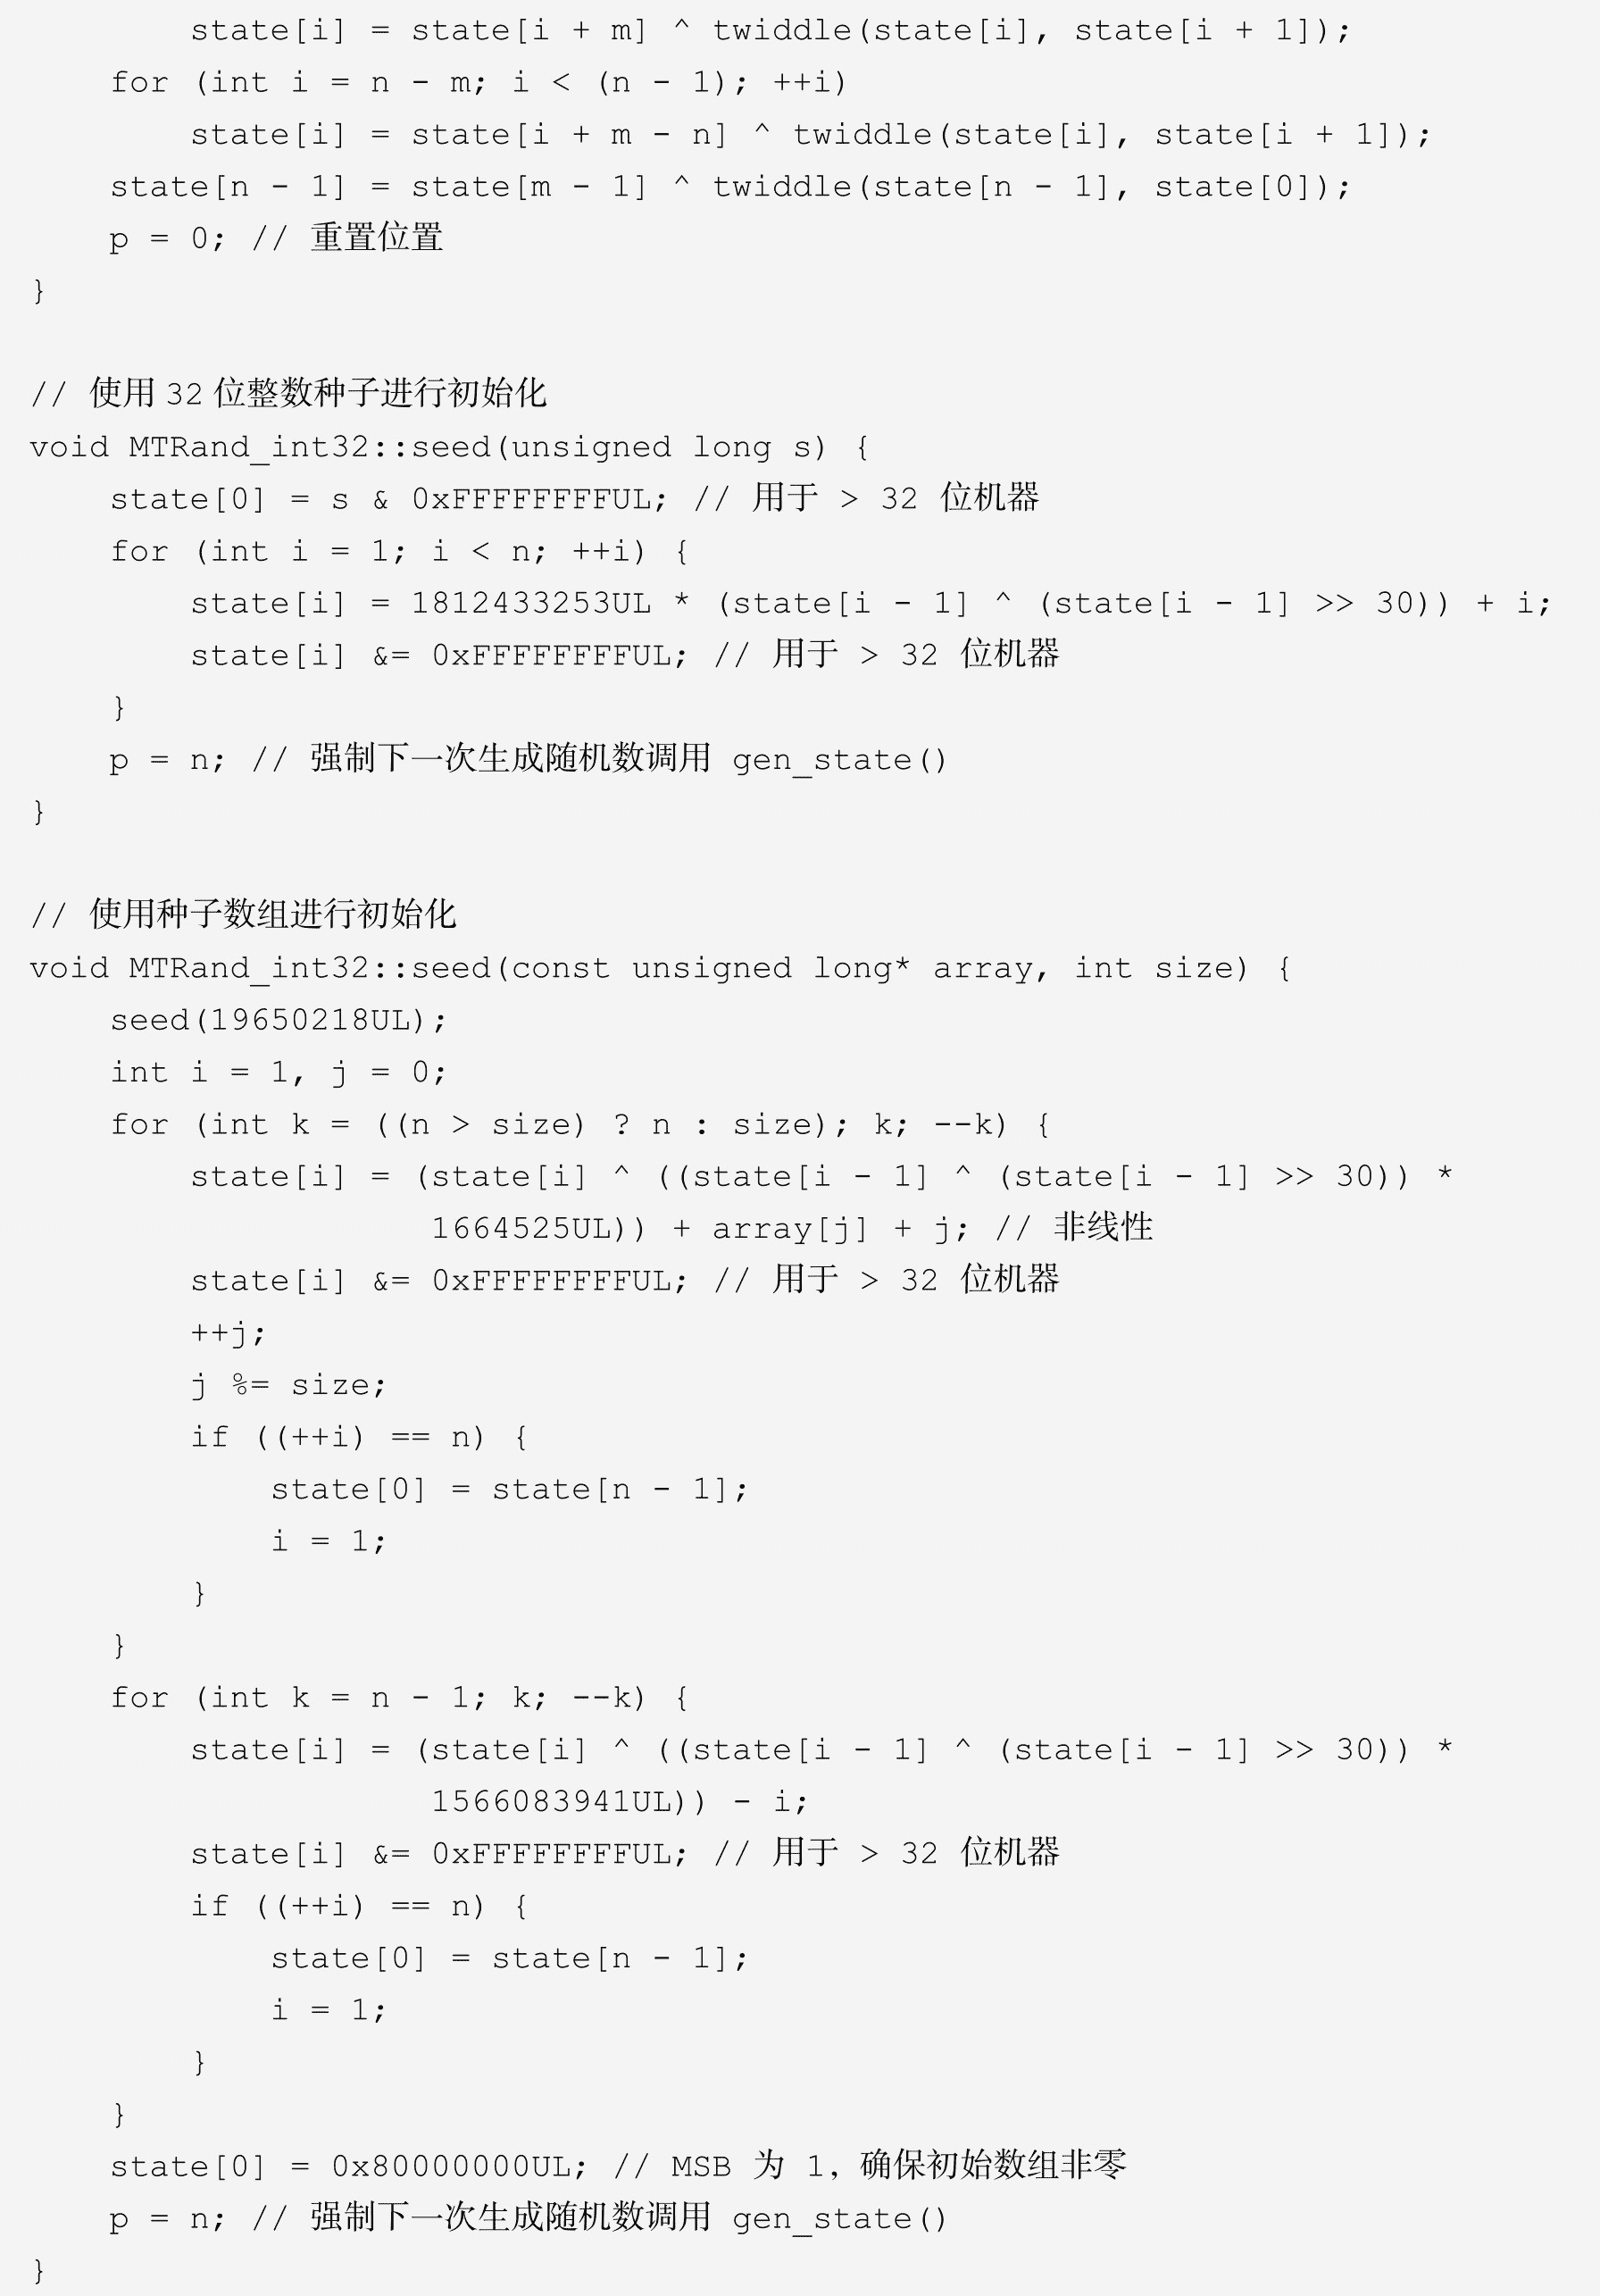 state[i] = state[i + m] ^ twiddle(state[i], state[i + 1]);
    for (int i = n - m; i < (n - 1); ++i)
        state[i] = state[i + m - n] ^ twiddle(state[i], state[i + 1]);
    state[n - 1] = state[m - 1] ^ twiddle(state[n - 1], state[0]);
    p = 0; // 重置位置
}

// 使用 32 位整数种子进行初始化
void MTRand_int32::seed(unsigned long s) {
    state[0] = s & 0xFFFFFFFFUL; // 用于 > 32 位机器
    for (int i = 1; i < n; ++i) {
        state[i] = 1812433253UL * (state[i - 1] ^ (state[i - 1] >> 30)) + i;
        state[i] &= 0xFFFFFFFFUL; // 用于 > 32 位机器
    }
    p = n; // 强制下一次生成随机数调用 gen_state()
}

// 使用种子数组进行初始化
void MTRand_int32::seed(const unsigned long* array, int size) {
    seed(19650218UL);
    int i = 1, j = 0;
    for (int k = ((n > size) ? n : size); k; --k) {
        state[i] = (state[i] ^ ((state[i - 1] ^ (state[i - 1] >> 30)) *
                    1664525UL)) + array[j] + j; // 非线性
        state[i] &= 0xFFFFFFFFUL; // 用于 > 32 位机器
        ++j;
        j %= size;
        if ((++i) == n) {
            state[0] = state[n - 1];
            i = 1;
        }
    }
    for (int k = n - 1; k; --k) {
        state[i] = (state[i] ^ ((state[i - 1] ^ (state[i - 1] >> 30)) *
                    1566083941UL)) - i;
        state[i] &= 0xFFFFFFFFUL; // 用于 > 32 位机器
        if ((++i) == n) {
            state[0] = state[n - 1];
            i = 1;
        }
    }
    state[0] = 0x80000000UL; // MSB 为 1，确保初始数组非零
    p = n; // 强制下一次生成随机数调用 gen_state()
}